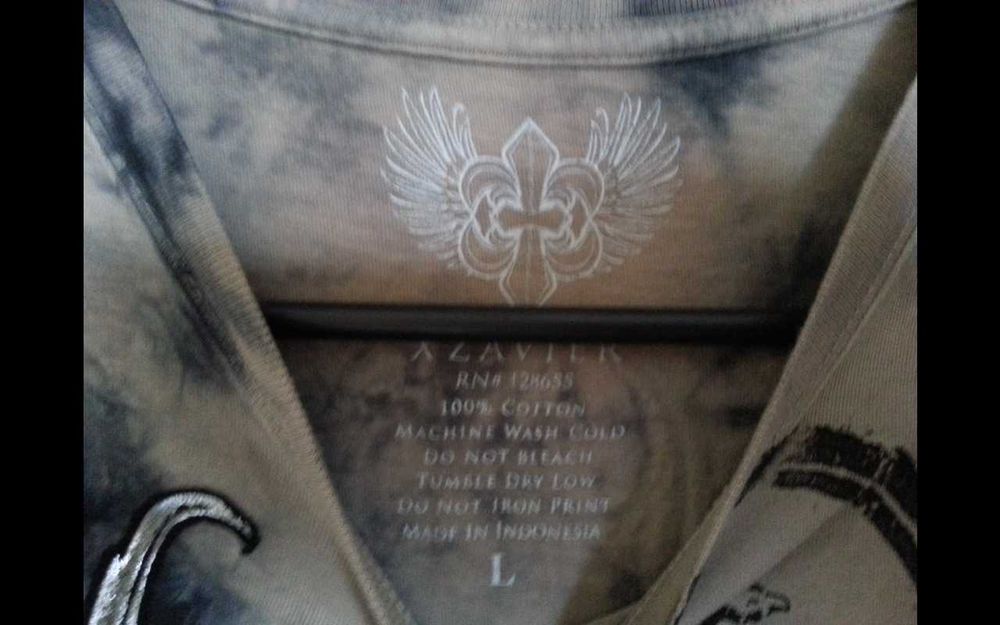 XZAVIER
RN# 128655
100% COTTON
MACHINE WASH COLD
DO NOT BLEACH
TUMBLE DRY LOW
DO NOT IRON PRINT
MADE IN INDONESIA
L